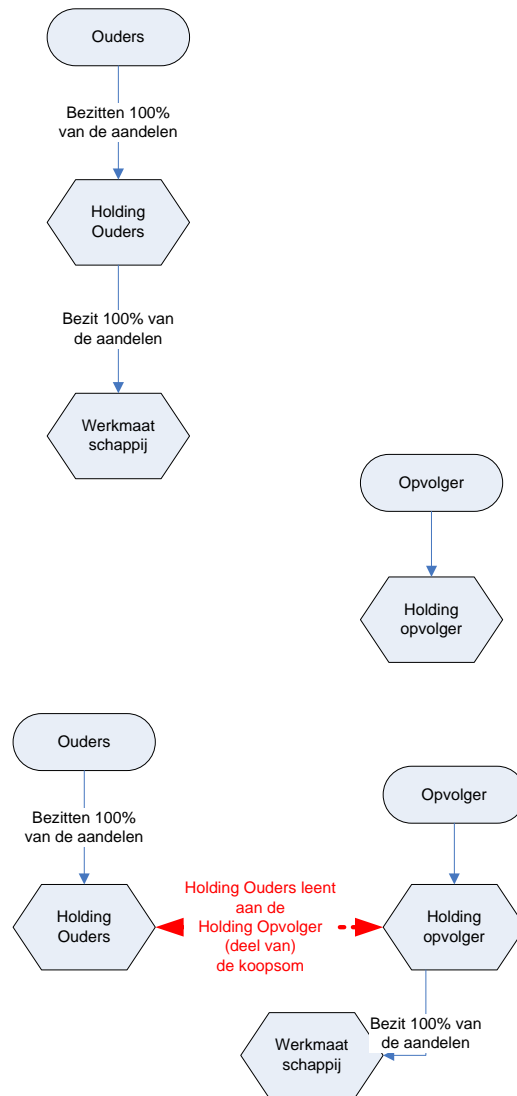 Ouders
Bezitten 100%
van de aandelen
Holding
Ouders
Bezit 100% van
de aandelen
Werkmaat
schappij
Opvolger
Holding
opvolger
Ouders
Bezitten 100%
van de aandelen
Holding
Ouders
Holding Ouders leent
aan de
Holding Opvolger
(deel van)
de koopsom
Opvolger
Holding
opvolger
Bezit 100% van
de aandelen
Werkmaat
schappij